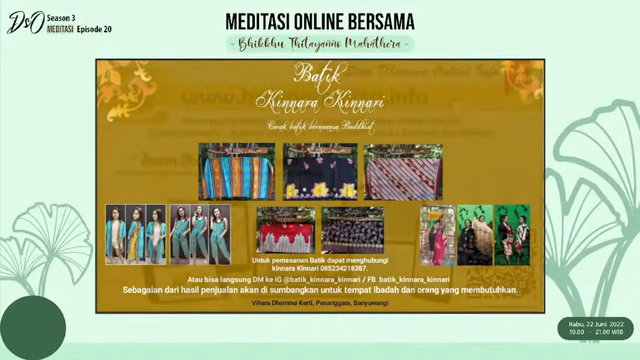 DsO Season 3
MEDITASI Episode 20
MEDITASI ONLINE BERSAMA
- Bhikkhu Thitayanno Mahathera -
Batik
Kinnara Kinnari
Corak batik bernuansa Buddhist
Untuk pemesanan Batik dapat menghubungi
kinnara Kinnari 085234218387.
Atau bisa langsung DM ke IG @batik_kinnara_kinnari / FB batik_kinnara_kinnari
Sebagaian dari hasil penjualan akan di sumbangkan untuk tempat ibadah dan orang yang membutuhkan.
Vihara Dhamma Kerti, Pesanggara, Banyuwangi
Rabu, 22 Juni 2022
19.00 - 21.00 WIB